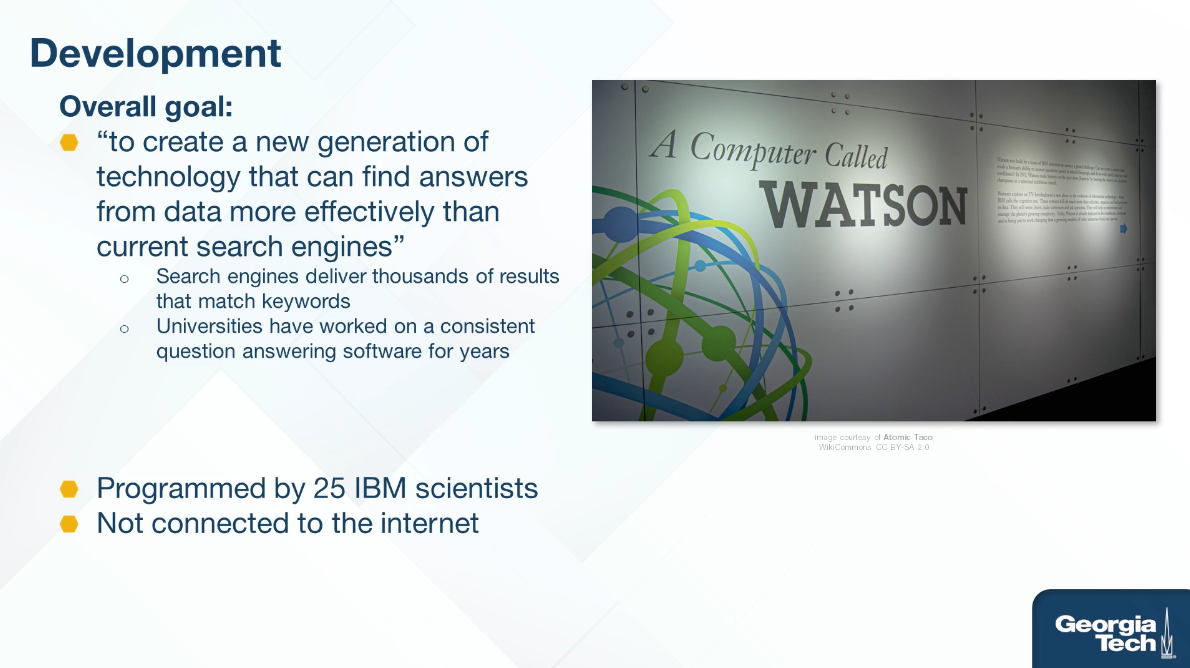 Development
Overall goal:
“to create a new generation of
technology that can find answers
from data more effectively than
current search engines”
Search engines deliver thousands of results
that match keywords
Universities have worked on a consistent
question answering software for years
Programmed by 25 IBM scientists
Not connected to the internet
A Computer Called
WATSON
image courtesy of Atomic Taco
WikiCommons CC BY-SA 2.0
Georgia
Tech